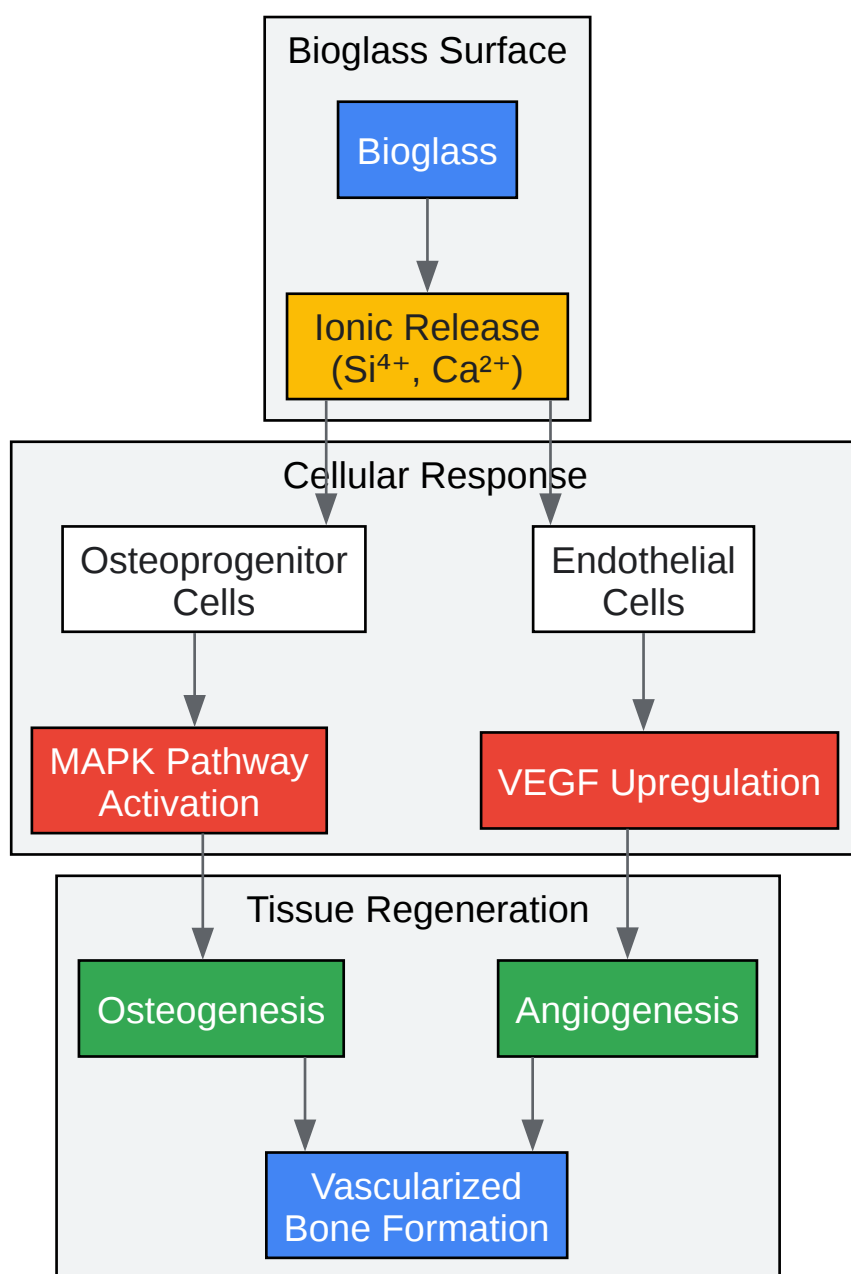 Bioglass Surface
Bioglass
Ionic Release
(Si⁴⁺, Ca²⁺)
Cellular Response
Osteoprogenitor
Cells
Endothelial
Cells
MAPK Pathway
Activation
VEGF Upregulation
Tissue Regeneration
Osteogenesis
Angiogenesis
Vascularized
Bone Formation